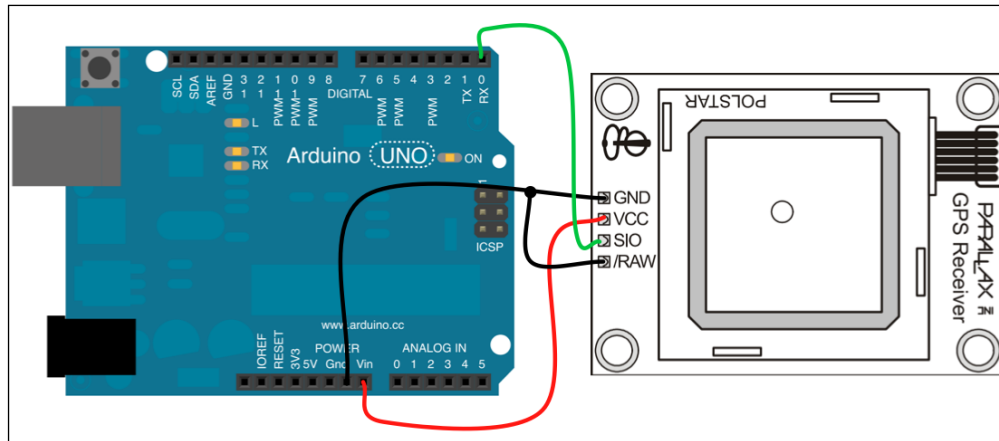 SCL
SDA
AREF
GND
13
12
PWM 11
PWM 10
PWM 9
8
DIGITAL
7
PWM 6
PWM 5
4
PWM 3
2
TX 1
RX 0
L
TX
RX
Arduino UNO
ON
1
ICSP
www.arduino.cc
POWER
IOREF
RESET
3V3
5V
Gnd
Vin
ANALOG IN
0 1 2 3 4 5
POLSTAR
GND
VCC
SIO
/RAW
PARALLAX
GPS Receiver